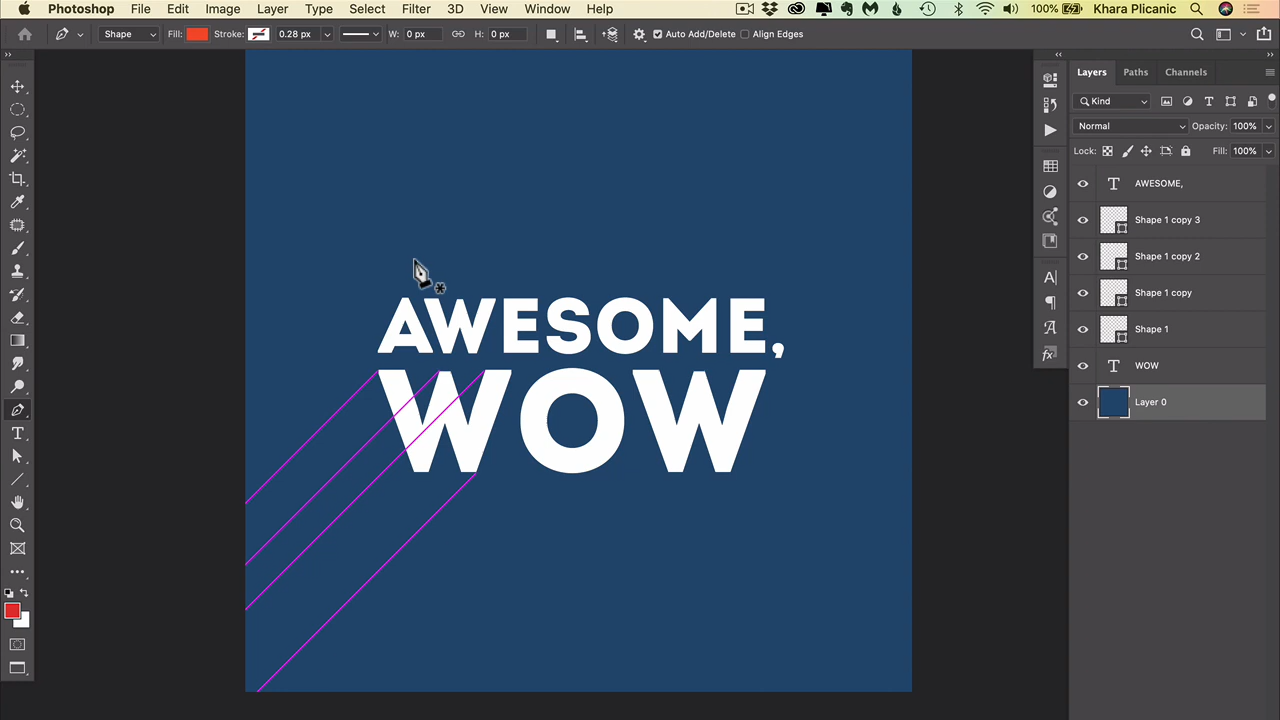 Photoshop File Edit Image Layer Type Select Filter 3D View Window Help 100% Khara Plicanic
Shape Fill: Stroke: 0.28 px W: 0 px H: 0 px Auto Add/Delete Align Edges
Layers Paths Channels
Kind
Normal Opacity: 100%
Lock: Fill: 100%
AWESOME,
Shape 1 copy 3
Shape 1 copy 2
Shape 1 copy
Shape 1
WOW
Layer 0
AWESOME,
WOW